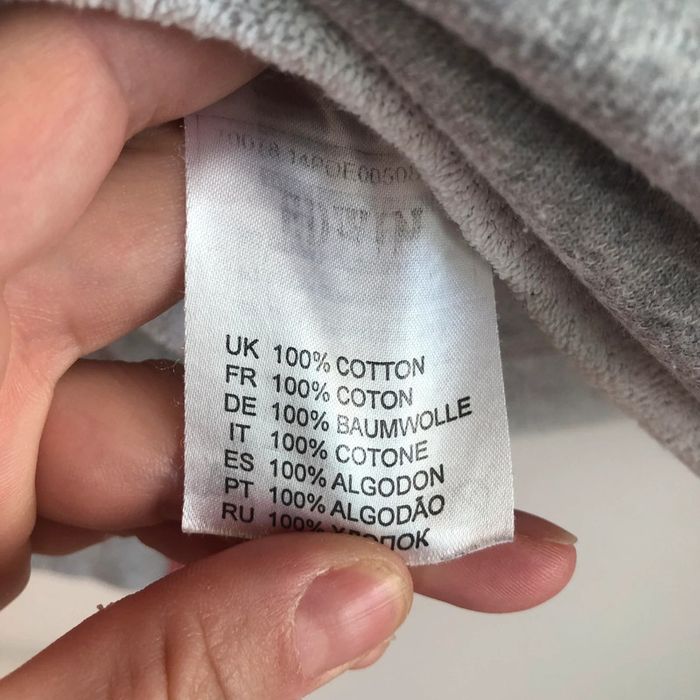 UK 100% COTTON
FR 100% COTON
DE 100% BAUMWOLLE
IT 100% COTONE
ES 100% ALGODON
PT 100% ALGODÃO
RU 100% ХЛОПОК